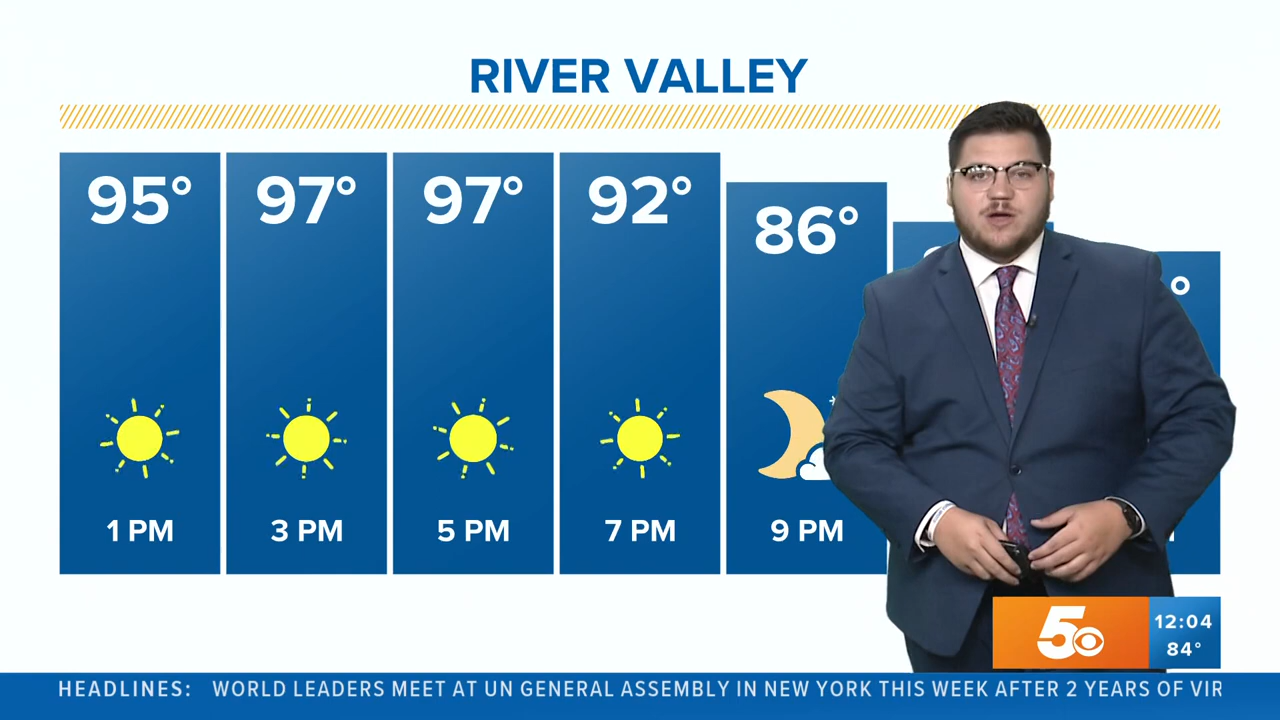 RIVER VALLEY
95° 97° 97° 92° 86°
1 PM 3 PM 5 PM 7 PM 9 PM
5
12:04
84°
HEADLINES: WORLD LEADERS MEET AT UN GENERAL ASSEMBLY IN NEW YORK THIS WEEK AFTER 2 YEARS OF VIR